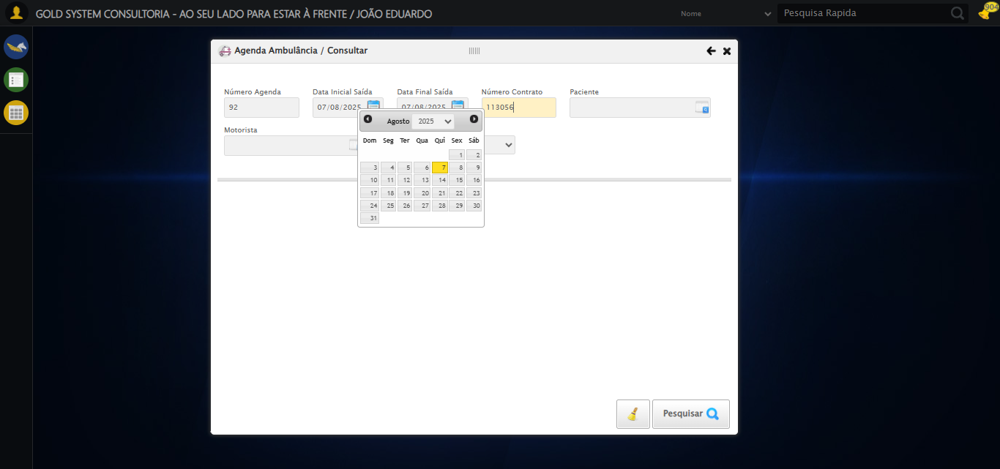 GOLD SYSTEM CONSULTORIA - AO SEU LADO PARA ESTAR À FRENTE / JOÃO EDUARDO
Nome
Pesquisa Rapida
904
Agenda Ambulância / Consultar
Número Agenda Data Inicial Saída Data Final Saída Número Contrato Paciente
92 07/08/2025 07/08/2025 113056
Motorista
Agosto 2025
Dom Seg Ter Qua Qui Sex Sáb
1 2
3 4 5 6 7 8 9
10 11 12 13 14 15 16
17 18 19 20 21 22 23
24 25 26 27 28 29 30
31
Pesquisar